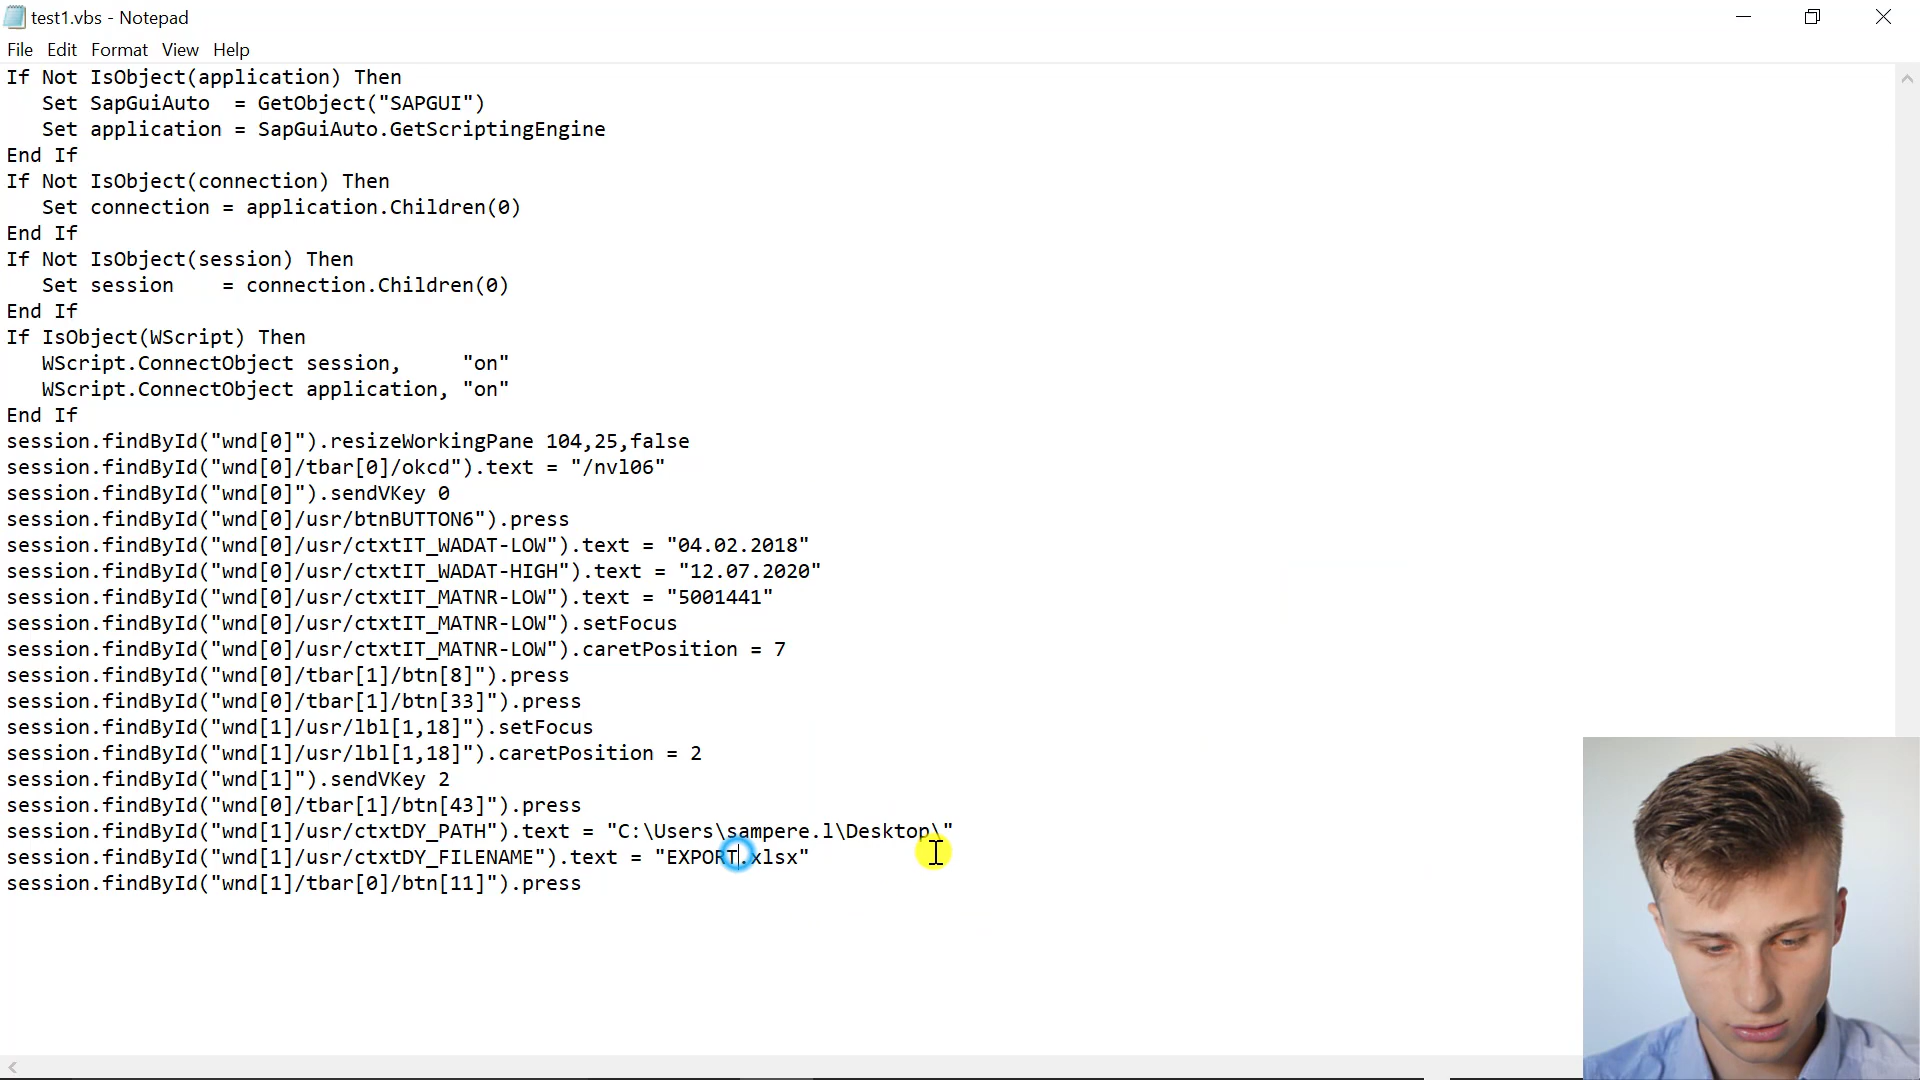 test1.vbs - Notepad
File Edit Format View Help
If Not IsObject(application) Then
   Set SapGuiAuto  = GetObject("SAPGUI")
   Set application = SapGuiAuto.GetScriptingEngine
End If
If Not IsObject(connection) Then
   Set connection = application.Children(0)
End If
If Not IsObject(session) Then
   Set session    = connection.Children(0)
End If
If IsObject(WScript) Then
   WScript.ConnectObject session,     "on"
   WScript.ConnectObject application, "on"
End If
session.findById("wnd[0]").resizeWorkingPane 104,25,false
session.findById("wnd[0]/tbar[0]/okcd").text = "/nvl06"
session.findById("wnd[0]").sendVKey 0
session.findById("wnd[0]/usr/btnBUTTON6").press
session.findById("wnd[0]/usr/ctxtIT_WADAT-LOW").text = "04.02.2018"
session.findById("wnd[0]/usr/ctxtIT_WADAT-HIGH").text = "12.07.2020"
session.findById("wnd[0]/usr/ctxtIT_MATNR-LOW").text = "5001441"
session.findById("wnd[0]/usr/ctxtIT_MATNR-LOW").setFocus
session.findById("wnd[0]/usr/ctxtIT_MATNR-LOW").caretPosition = 7
session.findById("wnd[0]/tbar[1]/btn[8]").press
session.findById("wnd[0]/tbar[1]/btn[33]").press
session.findById("wnd[1]/usr/lbl[1,18]").setFocus
session.findById("wnd[1]/usr/lbl[1,18]").caretPosition = 2
session.findById("wnd[1]").sendVKey 2
session.findById("wnd[0]/tbar[1]/btn[43]").press
session.findById("wnd[1]/usr/ctxtDY_PATH").text = "C:\Users\sampere.l\Desktop\"
session.findById("wnd[1]/usr/ctxtDY_FILENAME").text = "EXPORT.xlsx"
session.findById("wnd[1]/tbar[0]/btn[11]").press